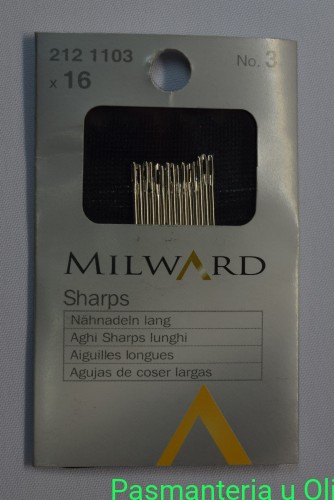 212 1103
No. 3
x 16
MILWARD
Sharps
Nähnadeln lang
Aghi Sharps lunghi
Aiguilles longues
Agujas de coser largas
Pasmanteria u Oli